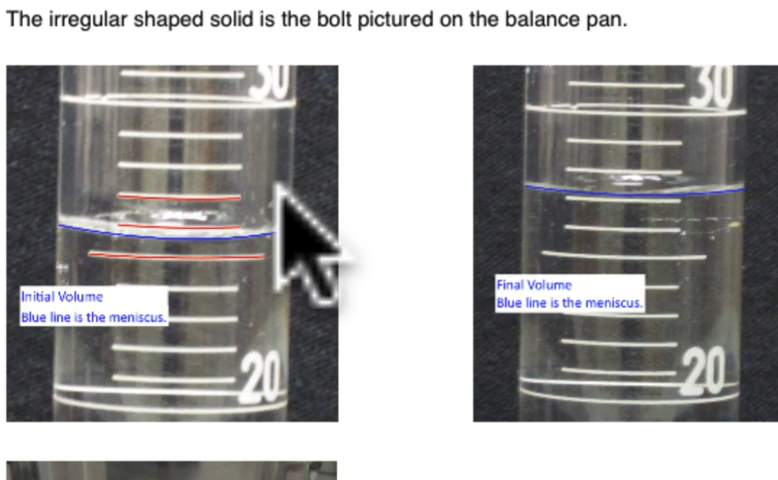 The irregular shaped solid is the bolt pictured on the balance pan.
30
30
Initial Volume
Blue line is the meniscus.
Final Volume
Blue line is the meniscus.
20
20